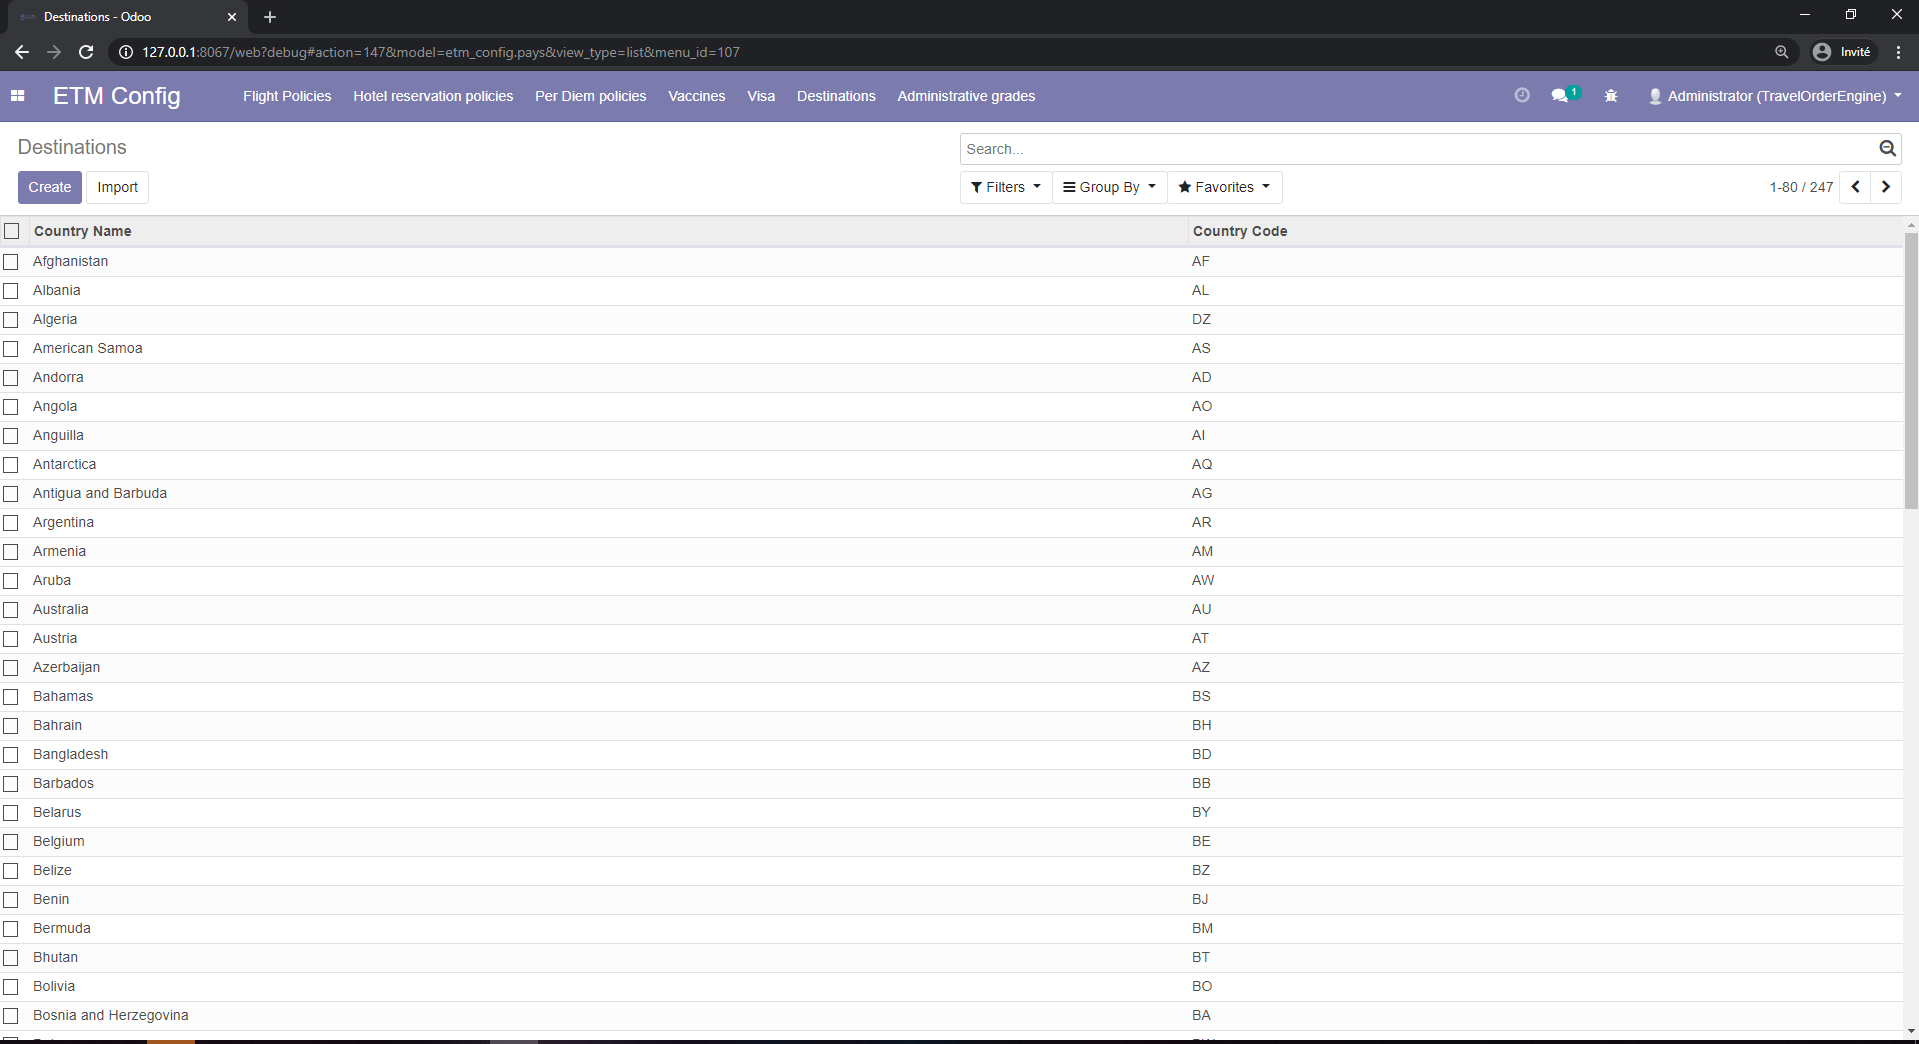 Destinations - Odoo
127.0.0.1:8067/web?debug#action=147&model=etm_config.pays&view_type=list&menu_id=107
Invité
ETM Config Flight Policies Hotel reservation policies Per Diem policies Vaccines Visa Destinations Administrative grades 1 Administrator (TravelOrderEngine)
Destinations
Search...
Create Import
Filters Group By Favorites 1-80 / 247
Country Name Country Code
Afghanistan AF
Albania AL
Algeria DZ
American Samoa AS
Andorra AD
Angola AO
Anguilla AI
Antarctica AQ
Antigua and Barbuda AG
Argentina AR
Armenia AM
Aruba AW
Australia AU
Austria AT
Azerbaijan AZ
Bahamas BS
Bahrain BH
Bangladesh BD
Barbados BB
Belarus BY
Belgium BE
Belize BZ
Benin BJ
Bermuda BM
Bhutan BT
Bolivia BO
Bosnia and Herzegovina BA